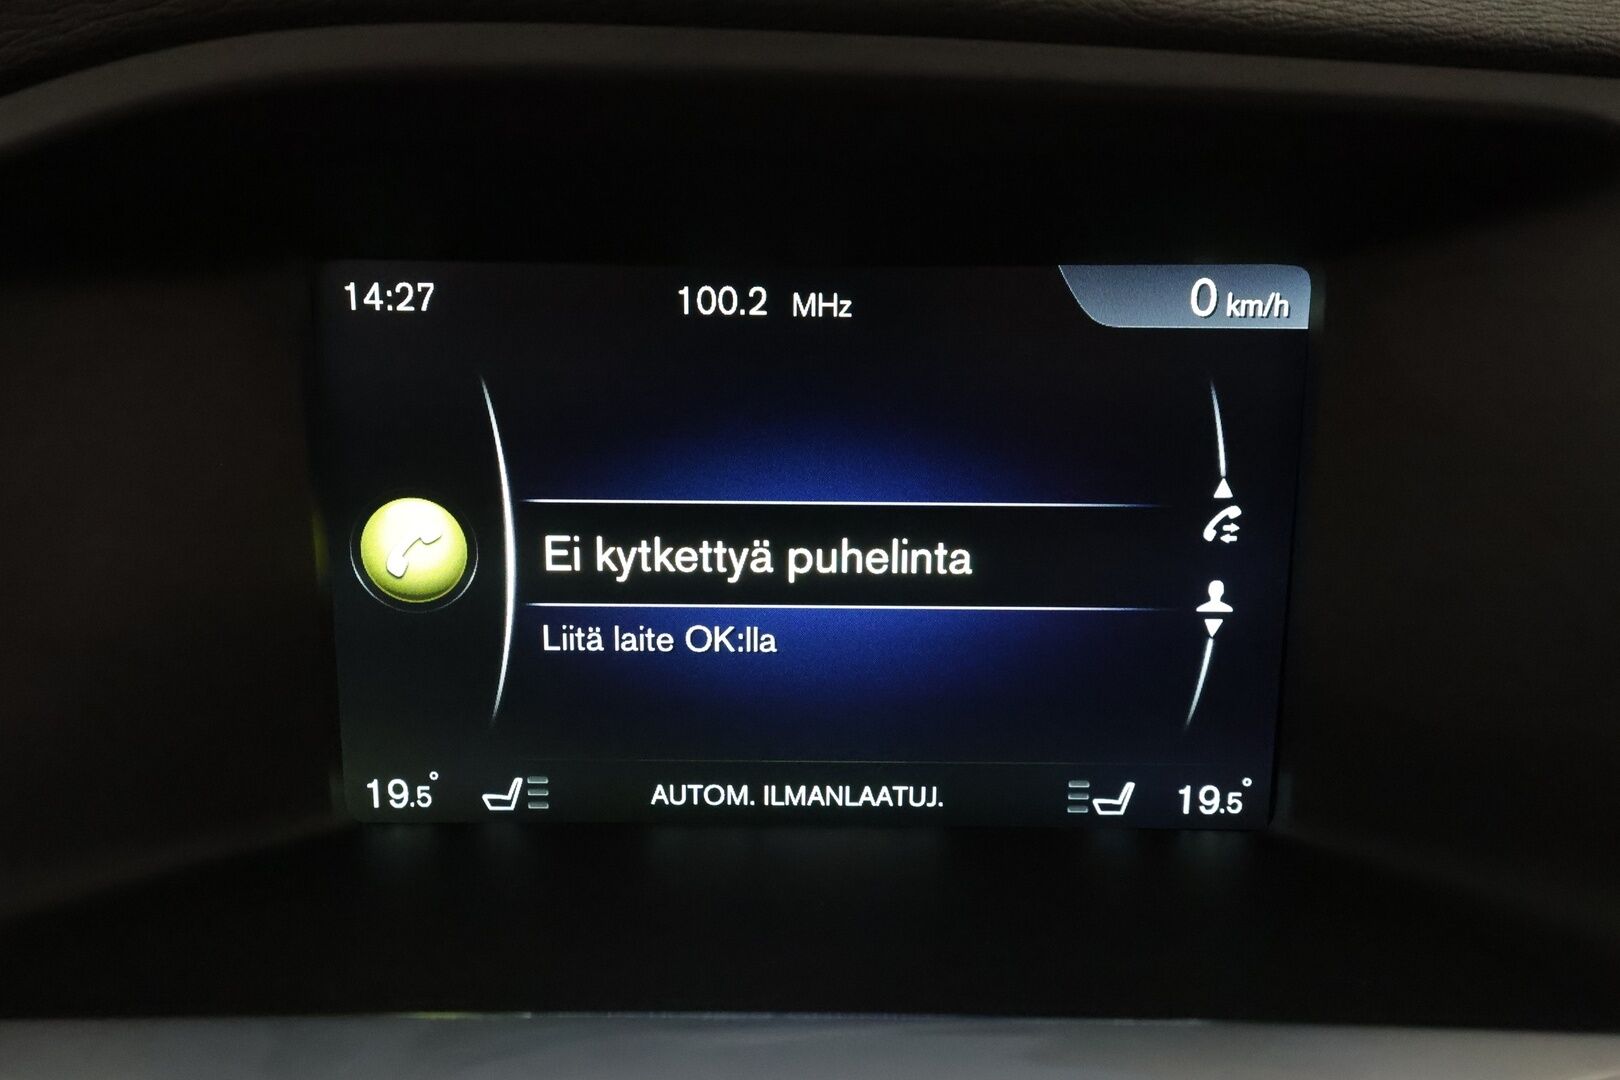 14:27 100.2 MHz 0 km/h
Ei kytkettyä puhelinta
Liitä laite OK:lla
19.5° AUTOM. ILMANLAATUJ. 19.5°